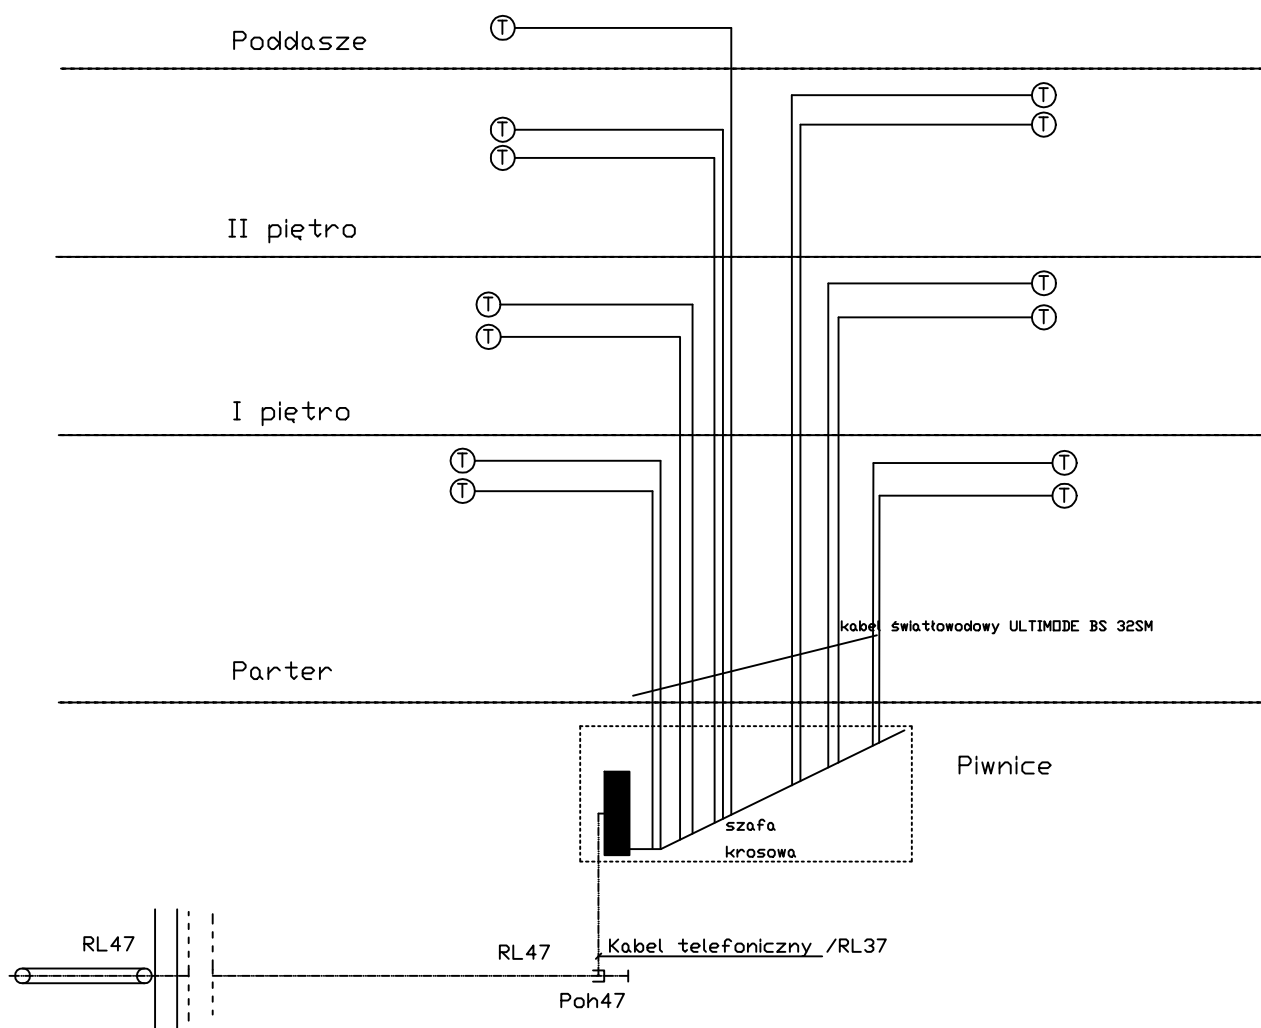 T
Poddasze
T
T
T
T
II piętro
T
T
T
T
I piętro
T
T
T
T
kabel światłowodowy ULTIMODE BS 32SM
Parter
Piwnice
szafa
krosowa
RL47
RL47
Kabel telefoniczny /RL37
Poh47